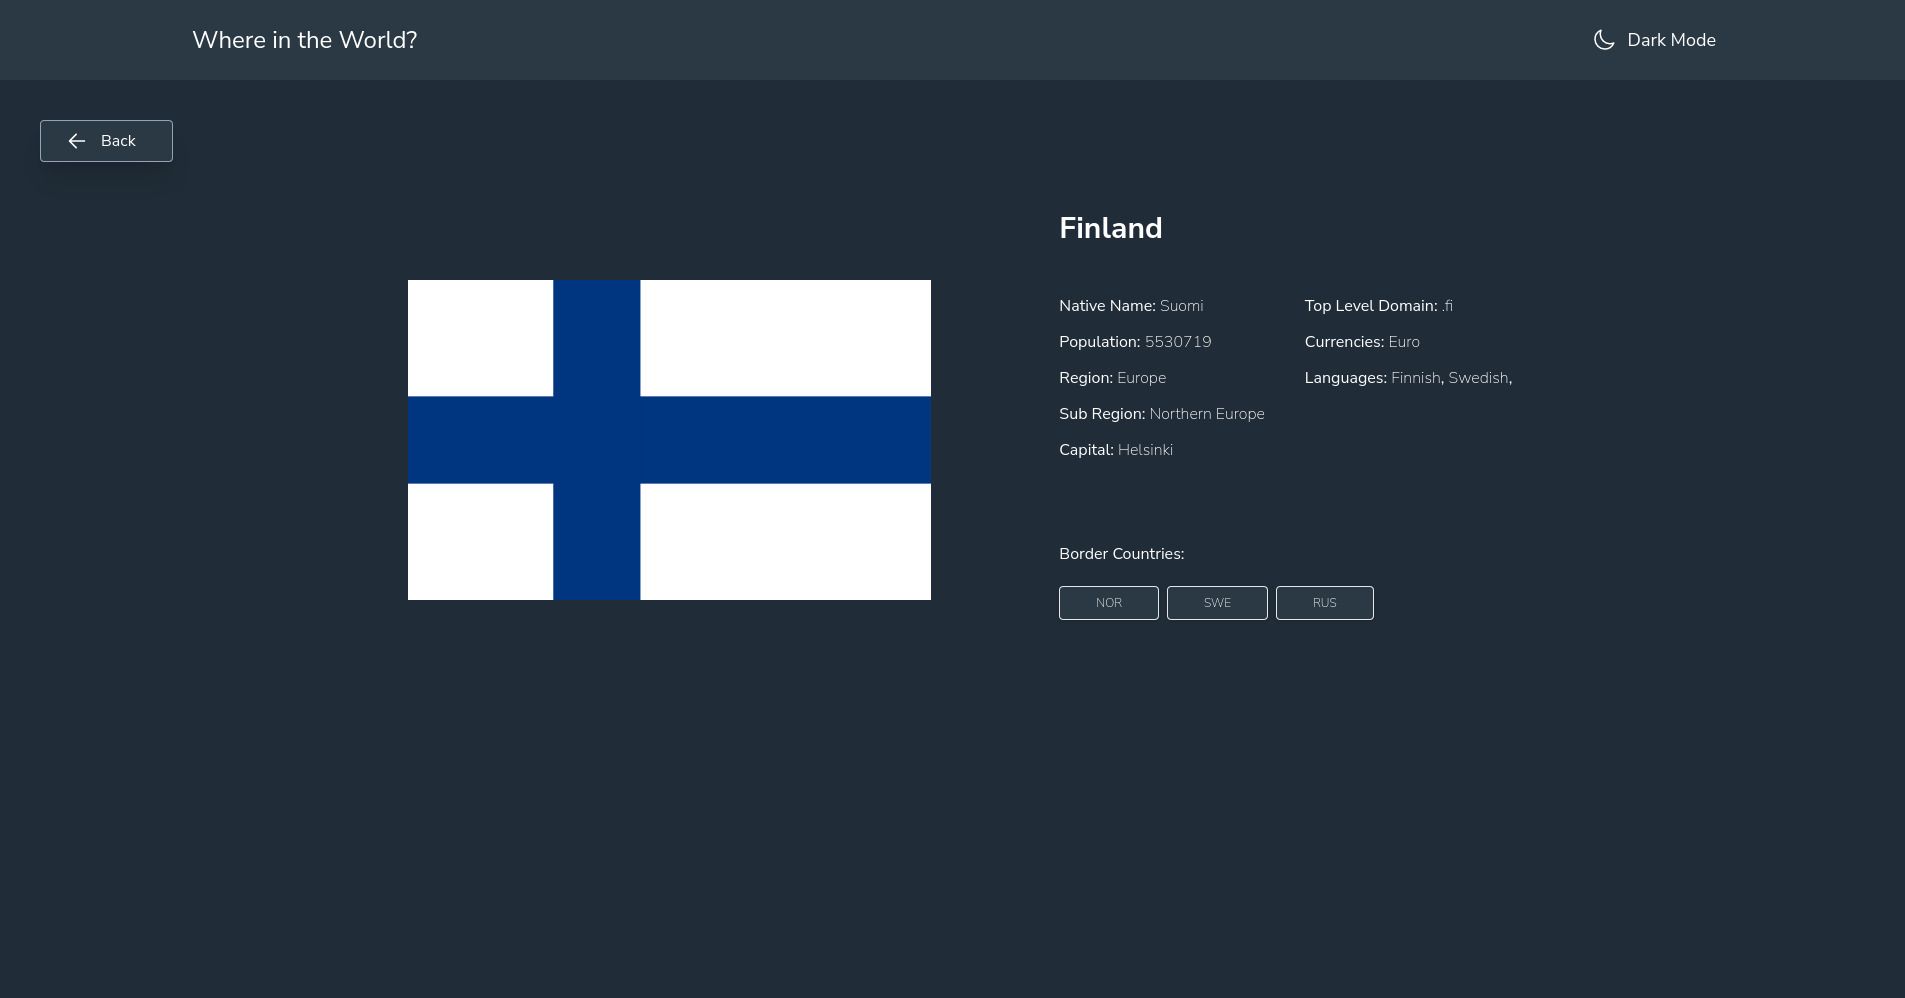 Where in the World?
Dark Mode
Back
Finland
Native Name: Suomi
Population: 5530719
Region: Europe
Sub Region: Northern Europe
Capital: Helsinki
Top Level Domain: .fi
Currencies: Euro
Languages: Finnish, Swedish,
Border Countries:
NOR
SWE
RUS